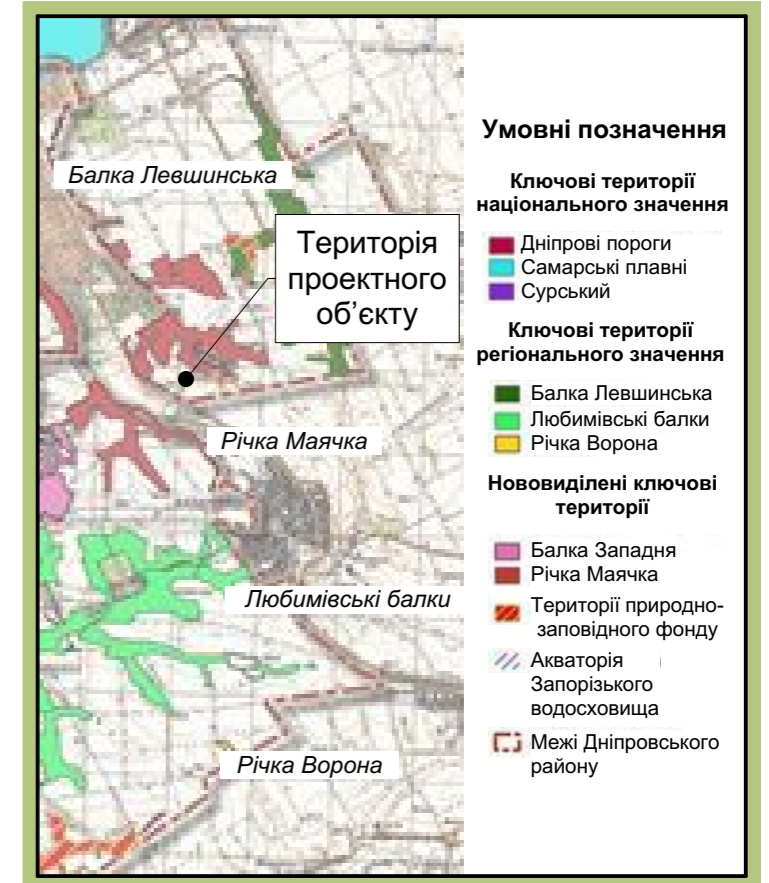 Балка Левшинська
Територія
проектного
об’єкту
Річка Маячка
Любимівські балки
Річка Ворона
Умовні позначення
Ключові території
національного значення
Дніпрові пороги
Самарські плавні
Сурський
Ключові території
регіонального значення
Балка Левшинська
Любимівські балки
Річка Ворона
Нововиділені ключові
території
Балка Западня
Річка Маячка
Території природно-
заповідного фонду
Акваторія
Запорізького
водосховища
Межі Дніпровського
району